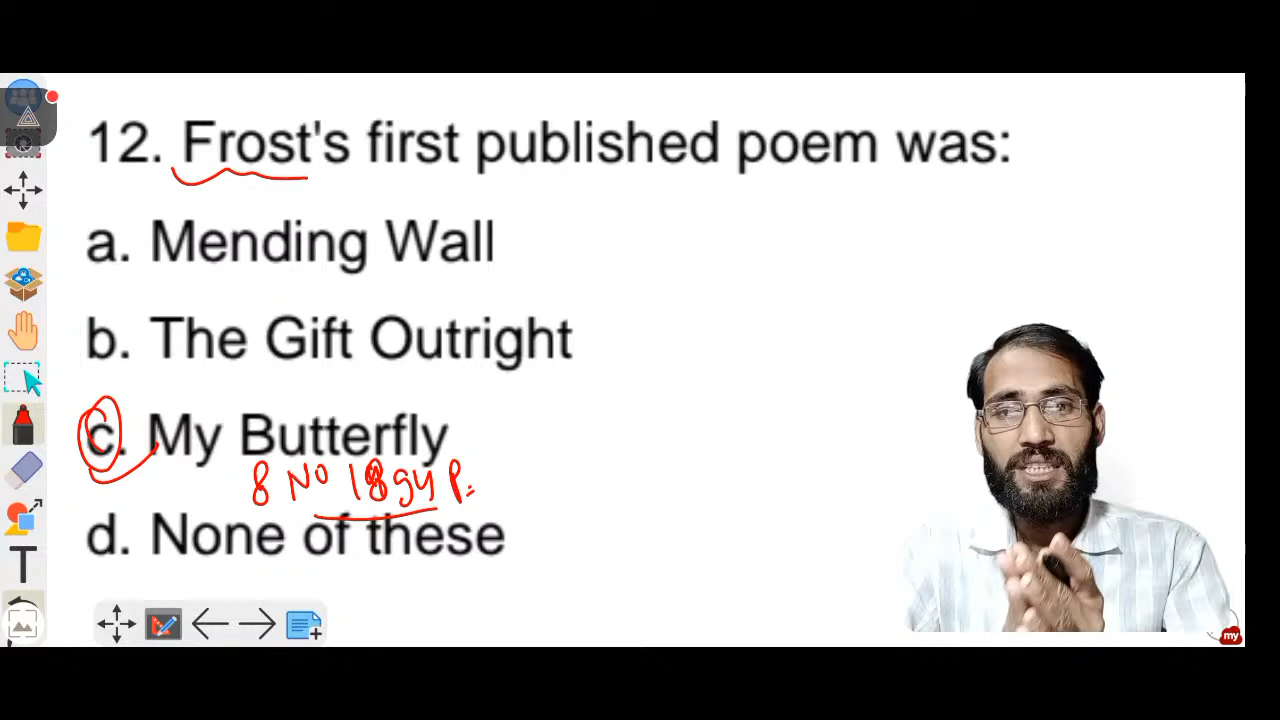 12. Frost's first published poem was:
a. Mending Wall
b. The Gift Outright
c. My Butterfly
8 No 1894 P.
d. None of these
T
my